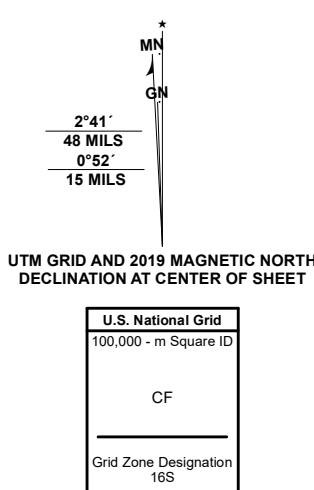 ★
MN
GN
2°41´
48 MILS
0°52´
15 MILS
UTM GRID AND 2019 MAGNETIC NORTH
DECLINATION AT CENTER OF SHEET
U.S. National Grid
100,000 - m Square ID
CF
Grid Zone Designation
16S